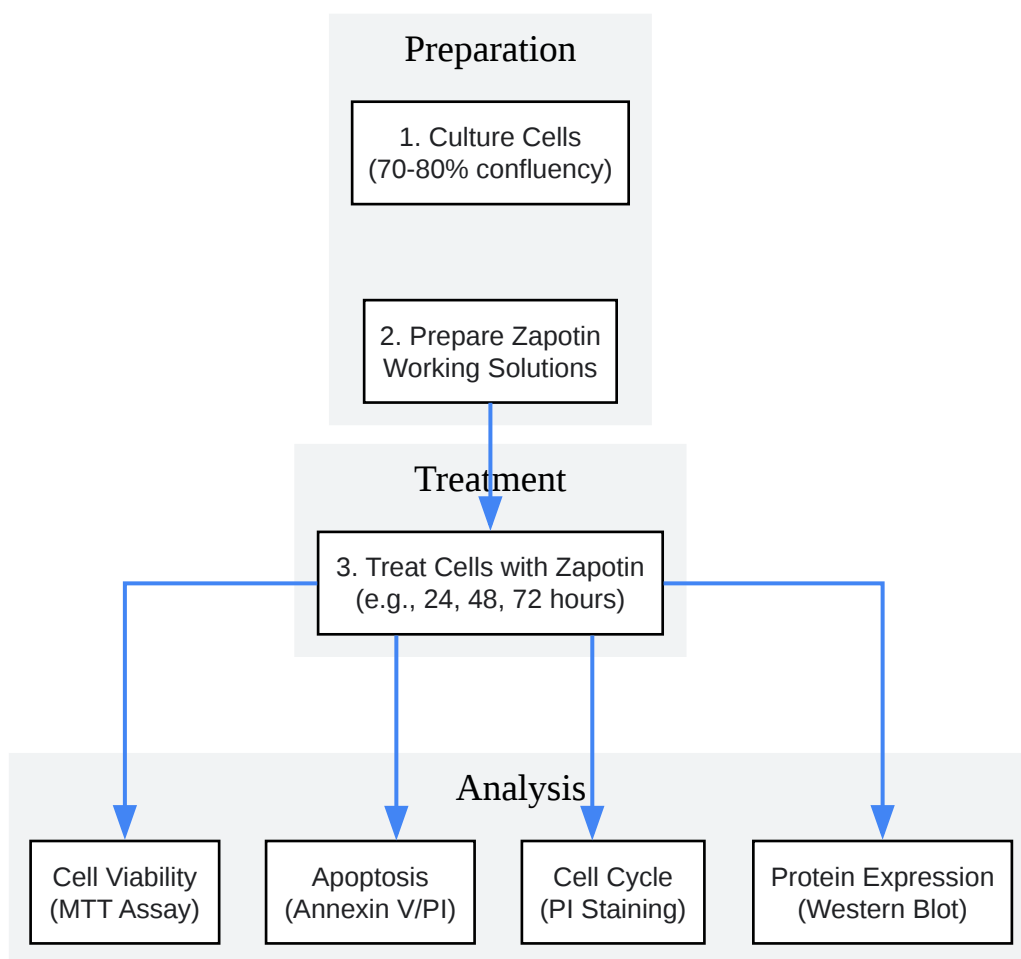 Preparation
1. Culture Cells
(70-80% confluency)
2. Prepare Zapotin
Working Solutions
Treatment
3. Treat Cells with Zapotin
(e.g., 24, 48, 72 hours)
Analysis
Cell Viability
(MTT Assay)
Apoptosis
(Annexin V/PI)
Cell Cycle
(PI Staining)
Protein Expression
(Western Blot)